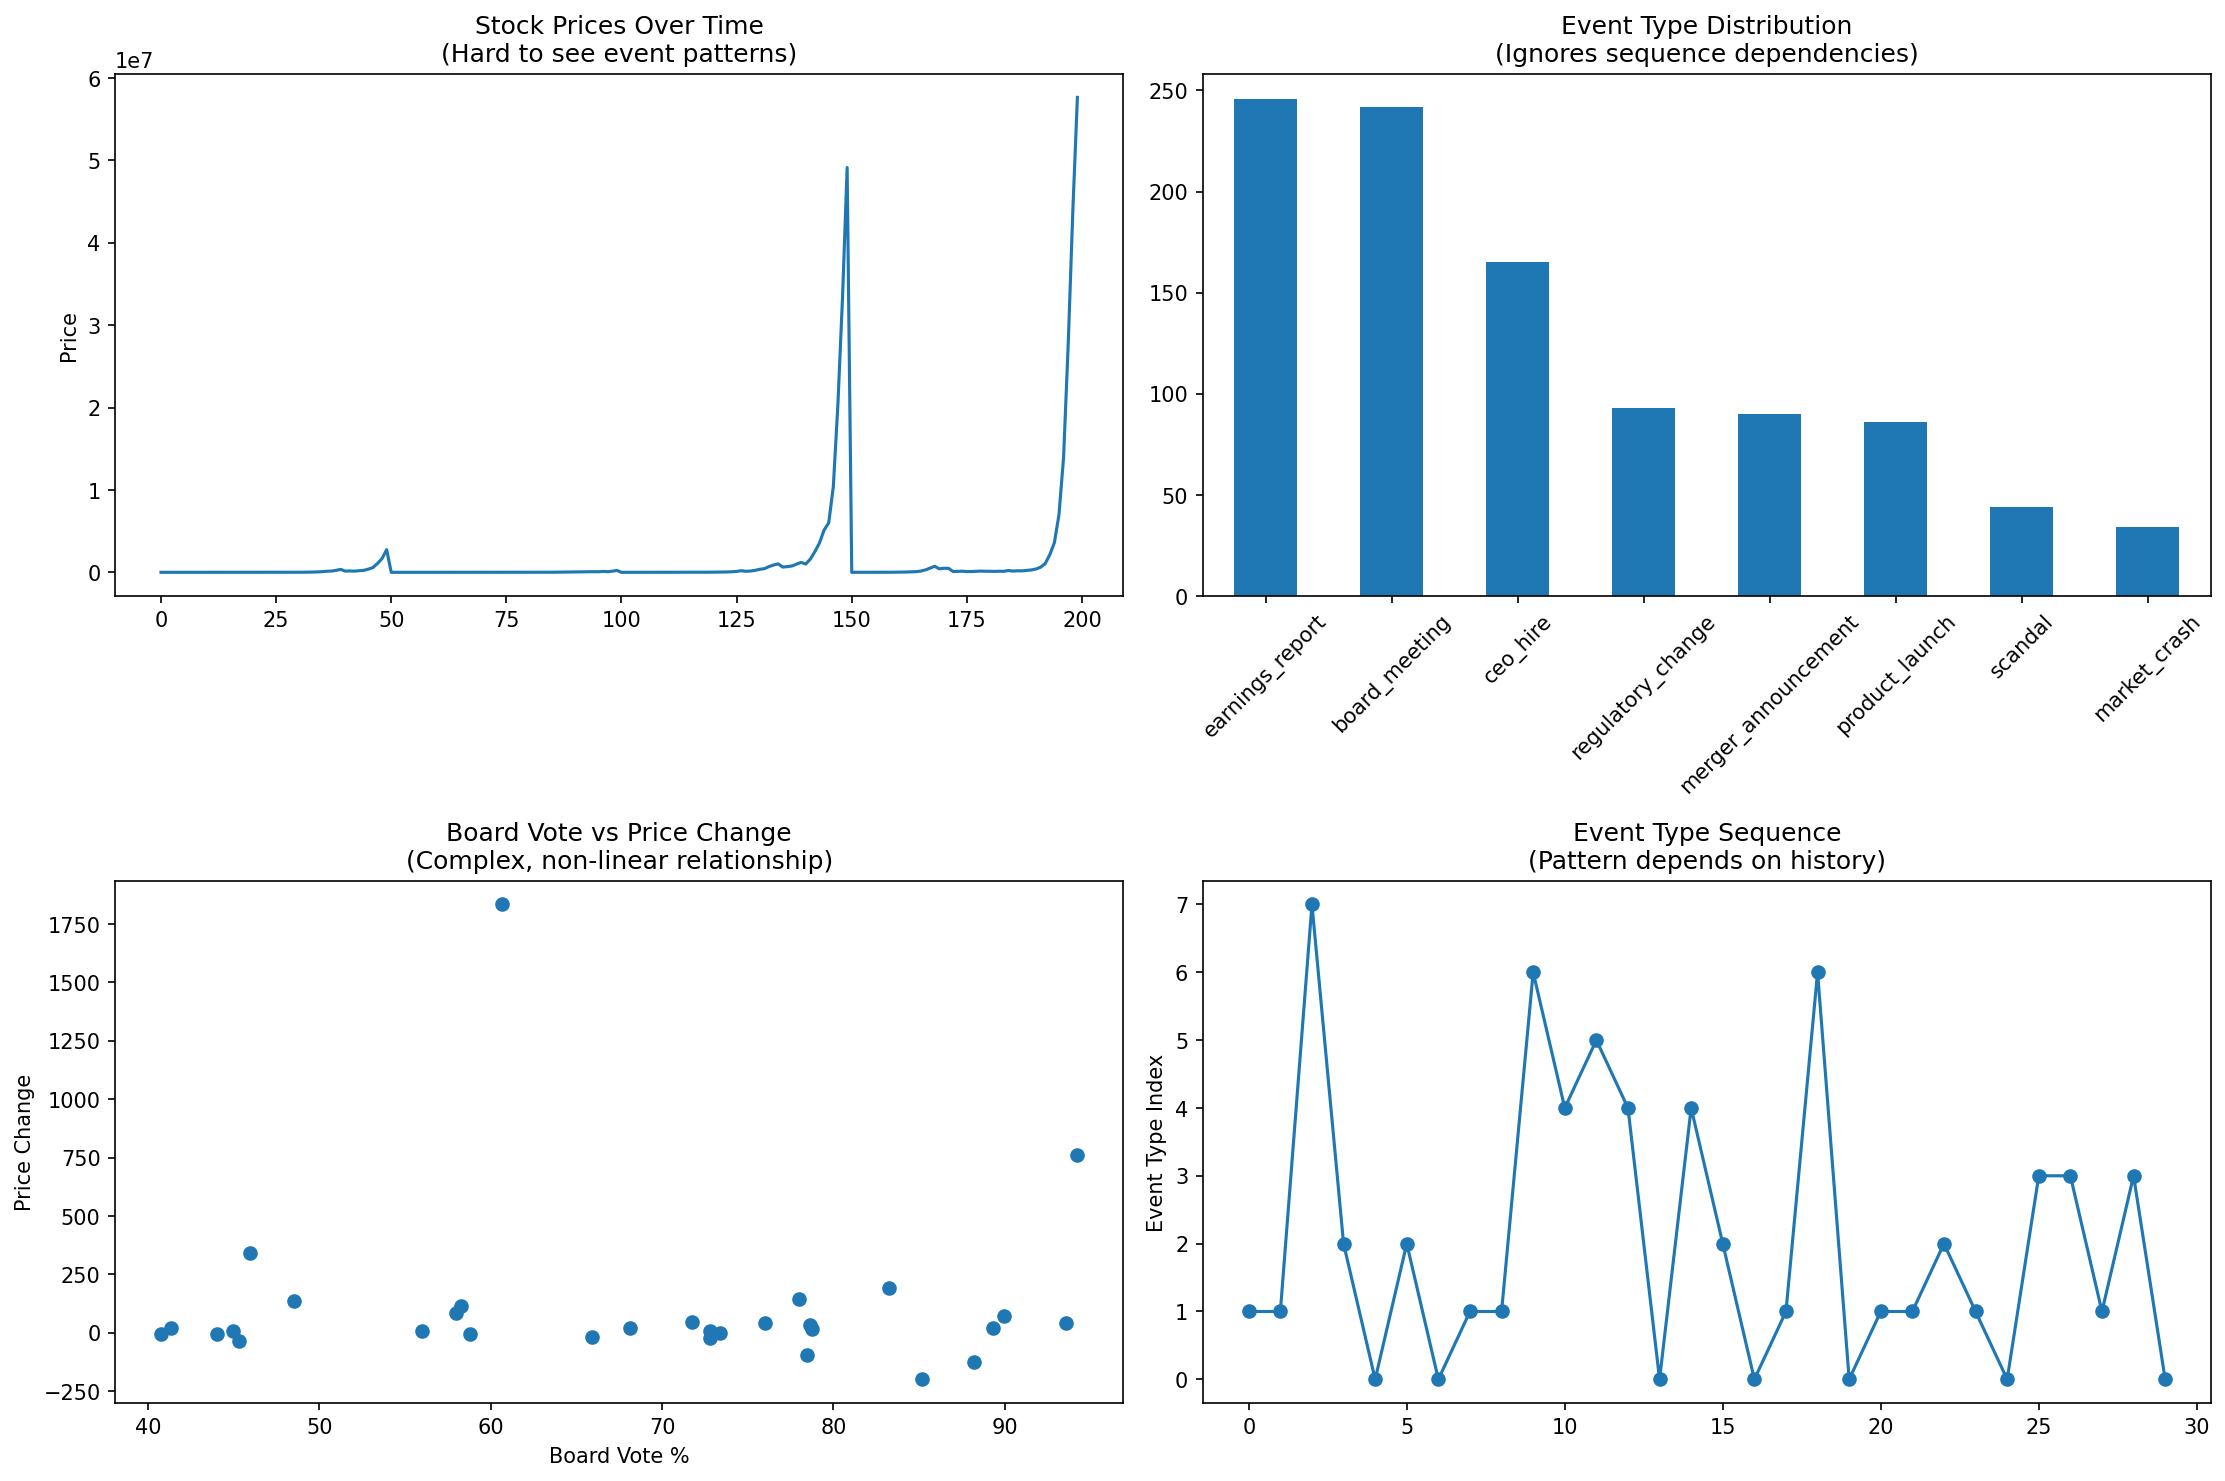 Stock Prices Over Time
(Hard to see event patterns)
1e7
6
5
4
3
2
1
0
Price
0 25 50 75 100 125 150 175 200
Event Type Distribution
(Ignores sequence dependencies)
250
200
150
100
50
0
earnings_report
board_meeting
ceo_hire
regulatory_change
merger_announcement
product_launch
scandal
market_crash
Board Vote vs Price Change
(Complex, non-linear relationship)
1750
1500
1250
1000
750
500
250
0
−250
Price Change
40 50 60 70 80 90
Board Vote %
Event Type Sequence
(Pattern depends on history)
7
6
5
4
3
2
1
0
Event Type Index
0 5 10 15 20 25 30